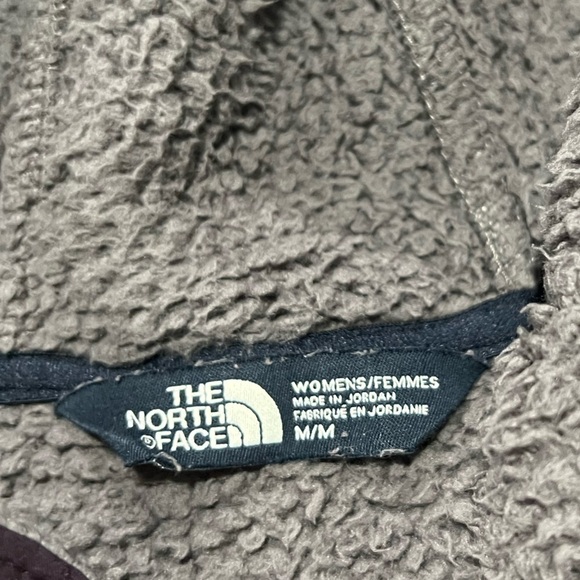 THE
NORTH
®FACE
WOMENS/FEMMES
MADE IN JORDAN
FABRIQUÉ EN JORDANIE
M/M